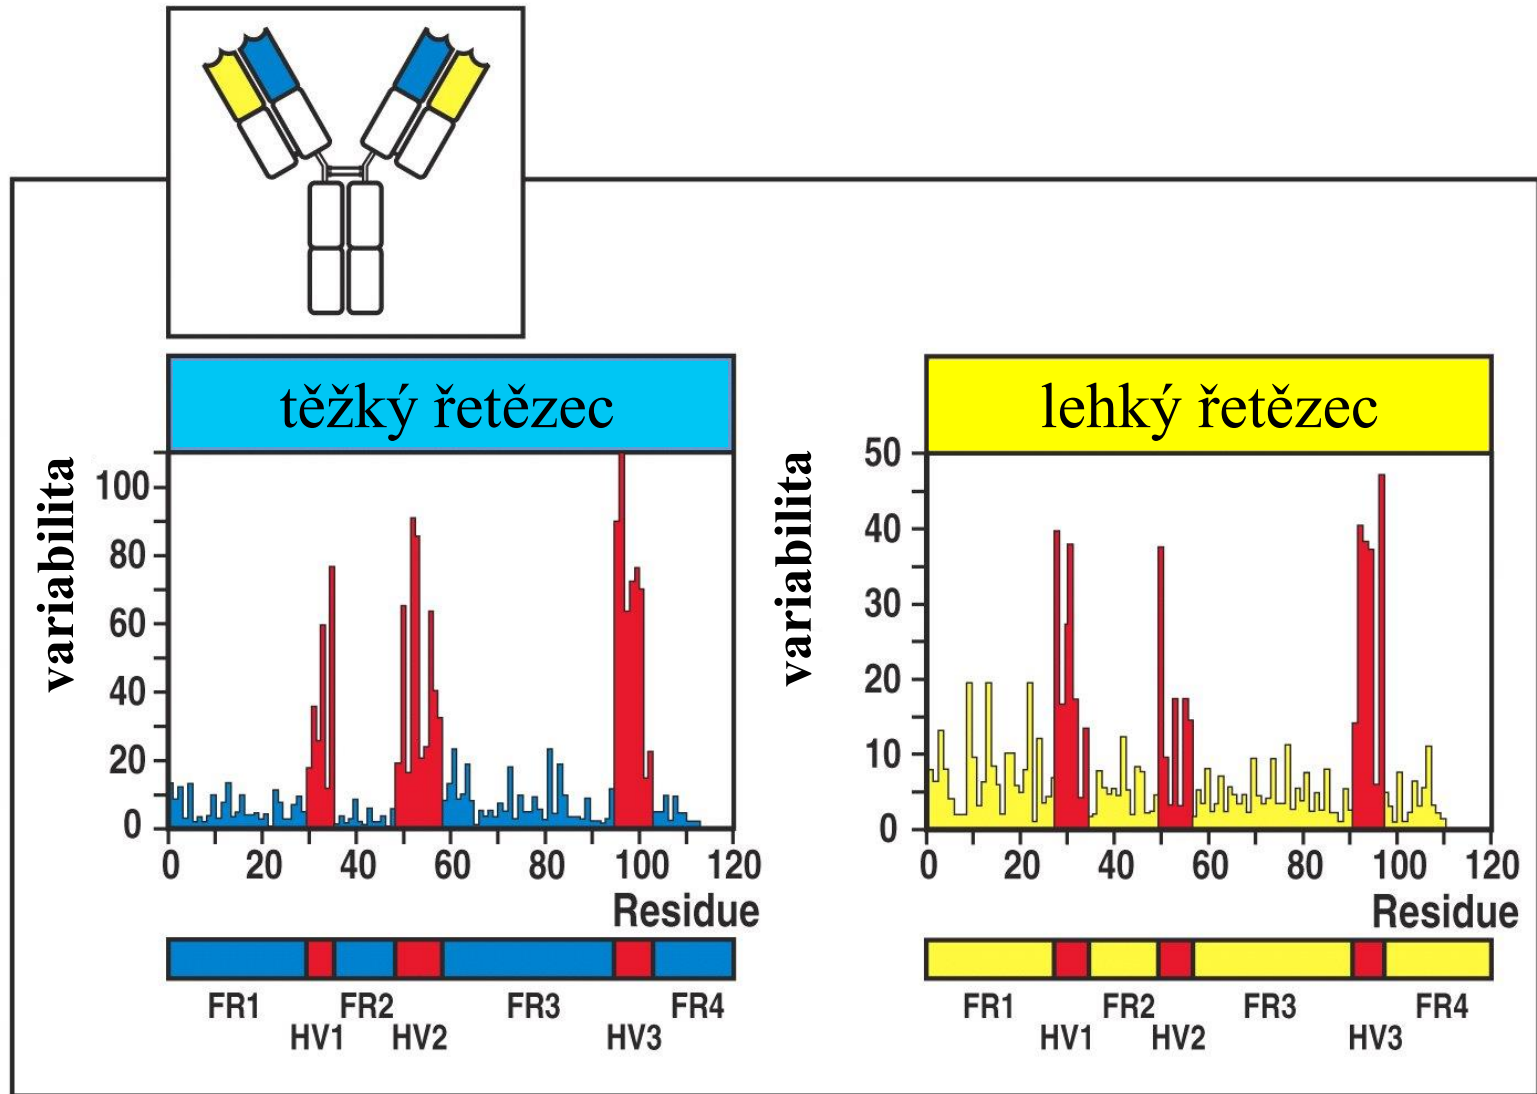 těžký řetězec
variabilita
100
80
60
40
20
0
0 20 40 60 80 100 120
Residue
FR1 FR2 FR3 FR4
HV1 HV2 HV3
lehký řetězec
variabilita
50
40
30
20
10
0
0 20 40 60 80 100 120
Residue
FR1 FR2 FR3 FR4
HV1 HV2 HV3